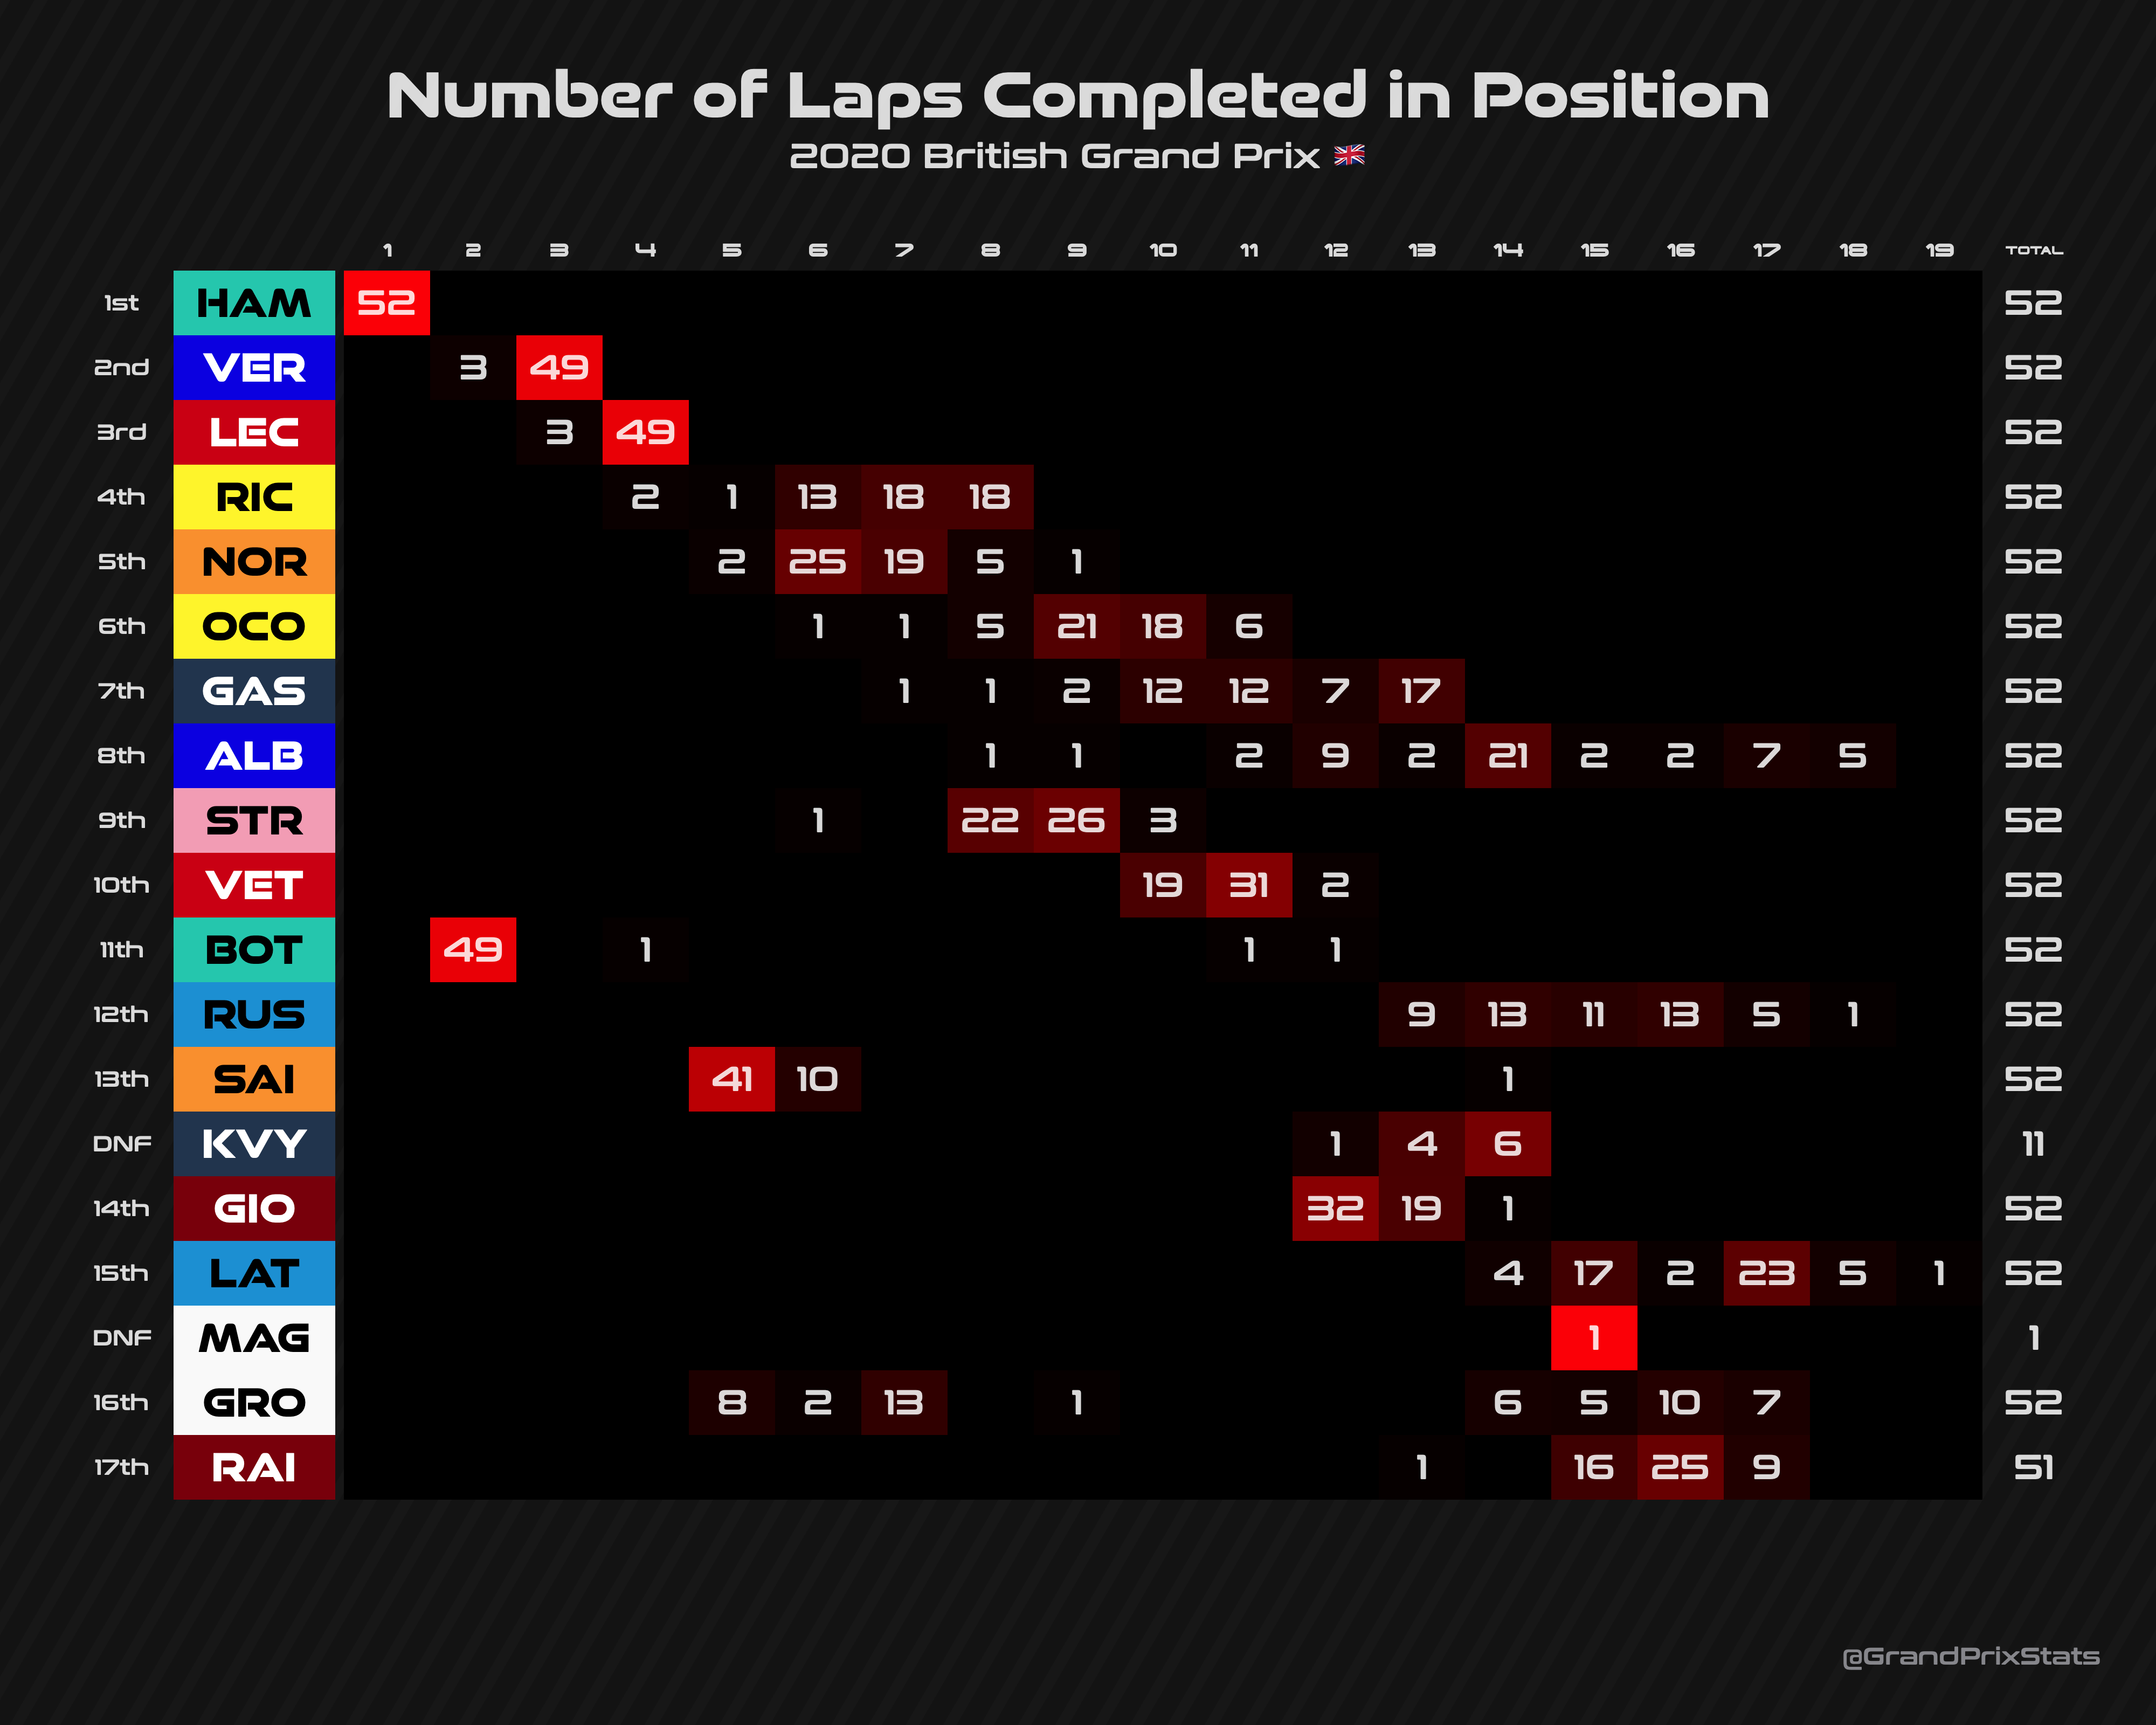 Number of Laps Completed in Position
2020 British Grand Prix 🇬🇧
1 2 3 4 5 6 7 8 9 10 11 12 13 14 15 16 17 18 19 TOTAL
1st HAM 52 52
2nd VER 3 49 52
3rd LEC 3 49 52
4th RIC 2 1 13 18 18 52
5th NOR 2 25 19 5 1 52
6th OCO 1 1 5 21 18 6 52
7th GAS 1 1 2 12 12 7 17 52
8th ALB 1 1 2 9 2 21 2 2 7 5 52
9th STR 1 22 26 3 52
10th VET 19 31 2 52
11th BOT 49 1 1 1 52
12th RUS 9 13 11 13 5 1 52
13th SAI 41 10 1 52
DNF KVY 1 4 6 11
14th GIO 32 19 1 52
15th LAT 4 17 2 23 5 1 52
DNF MAG 1 1
16th GRO 8 2 13 1 6 5 10 7 52
17th RAI 1 16 25 9 51
@GrandPrixStats